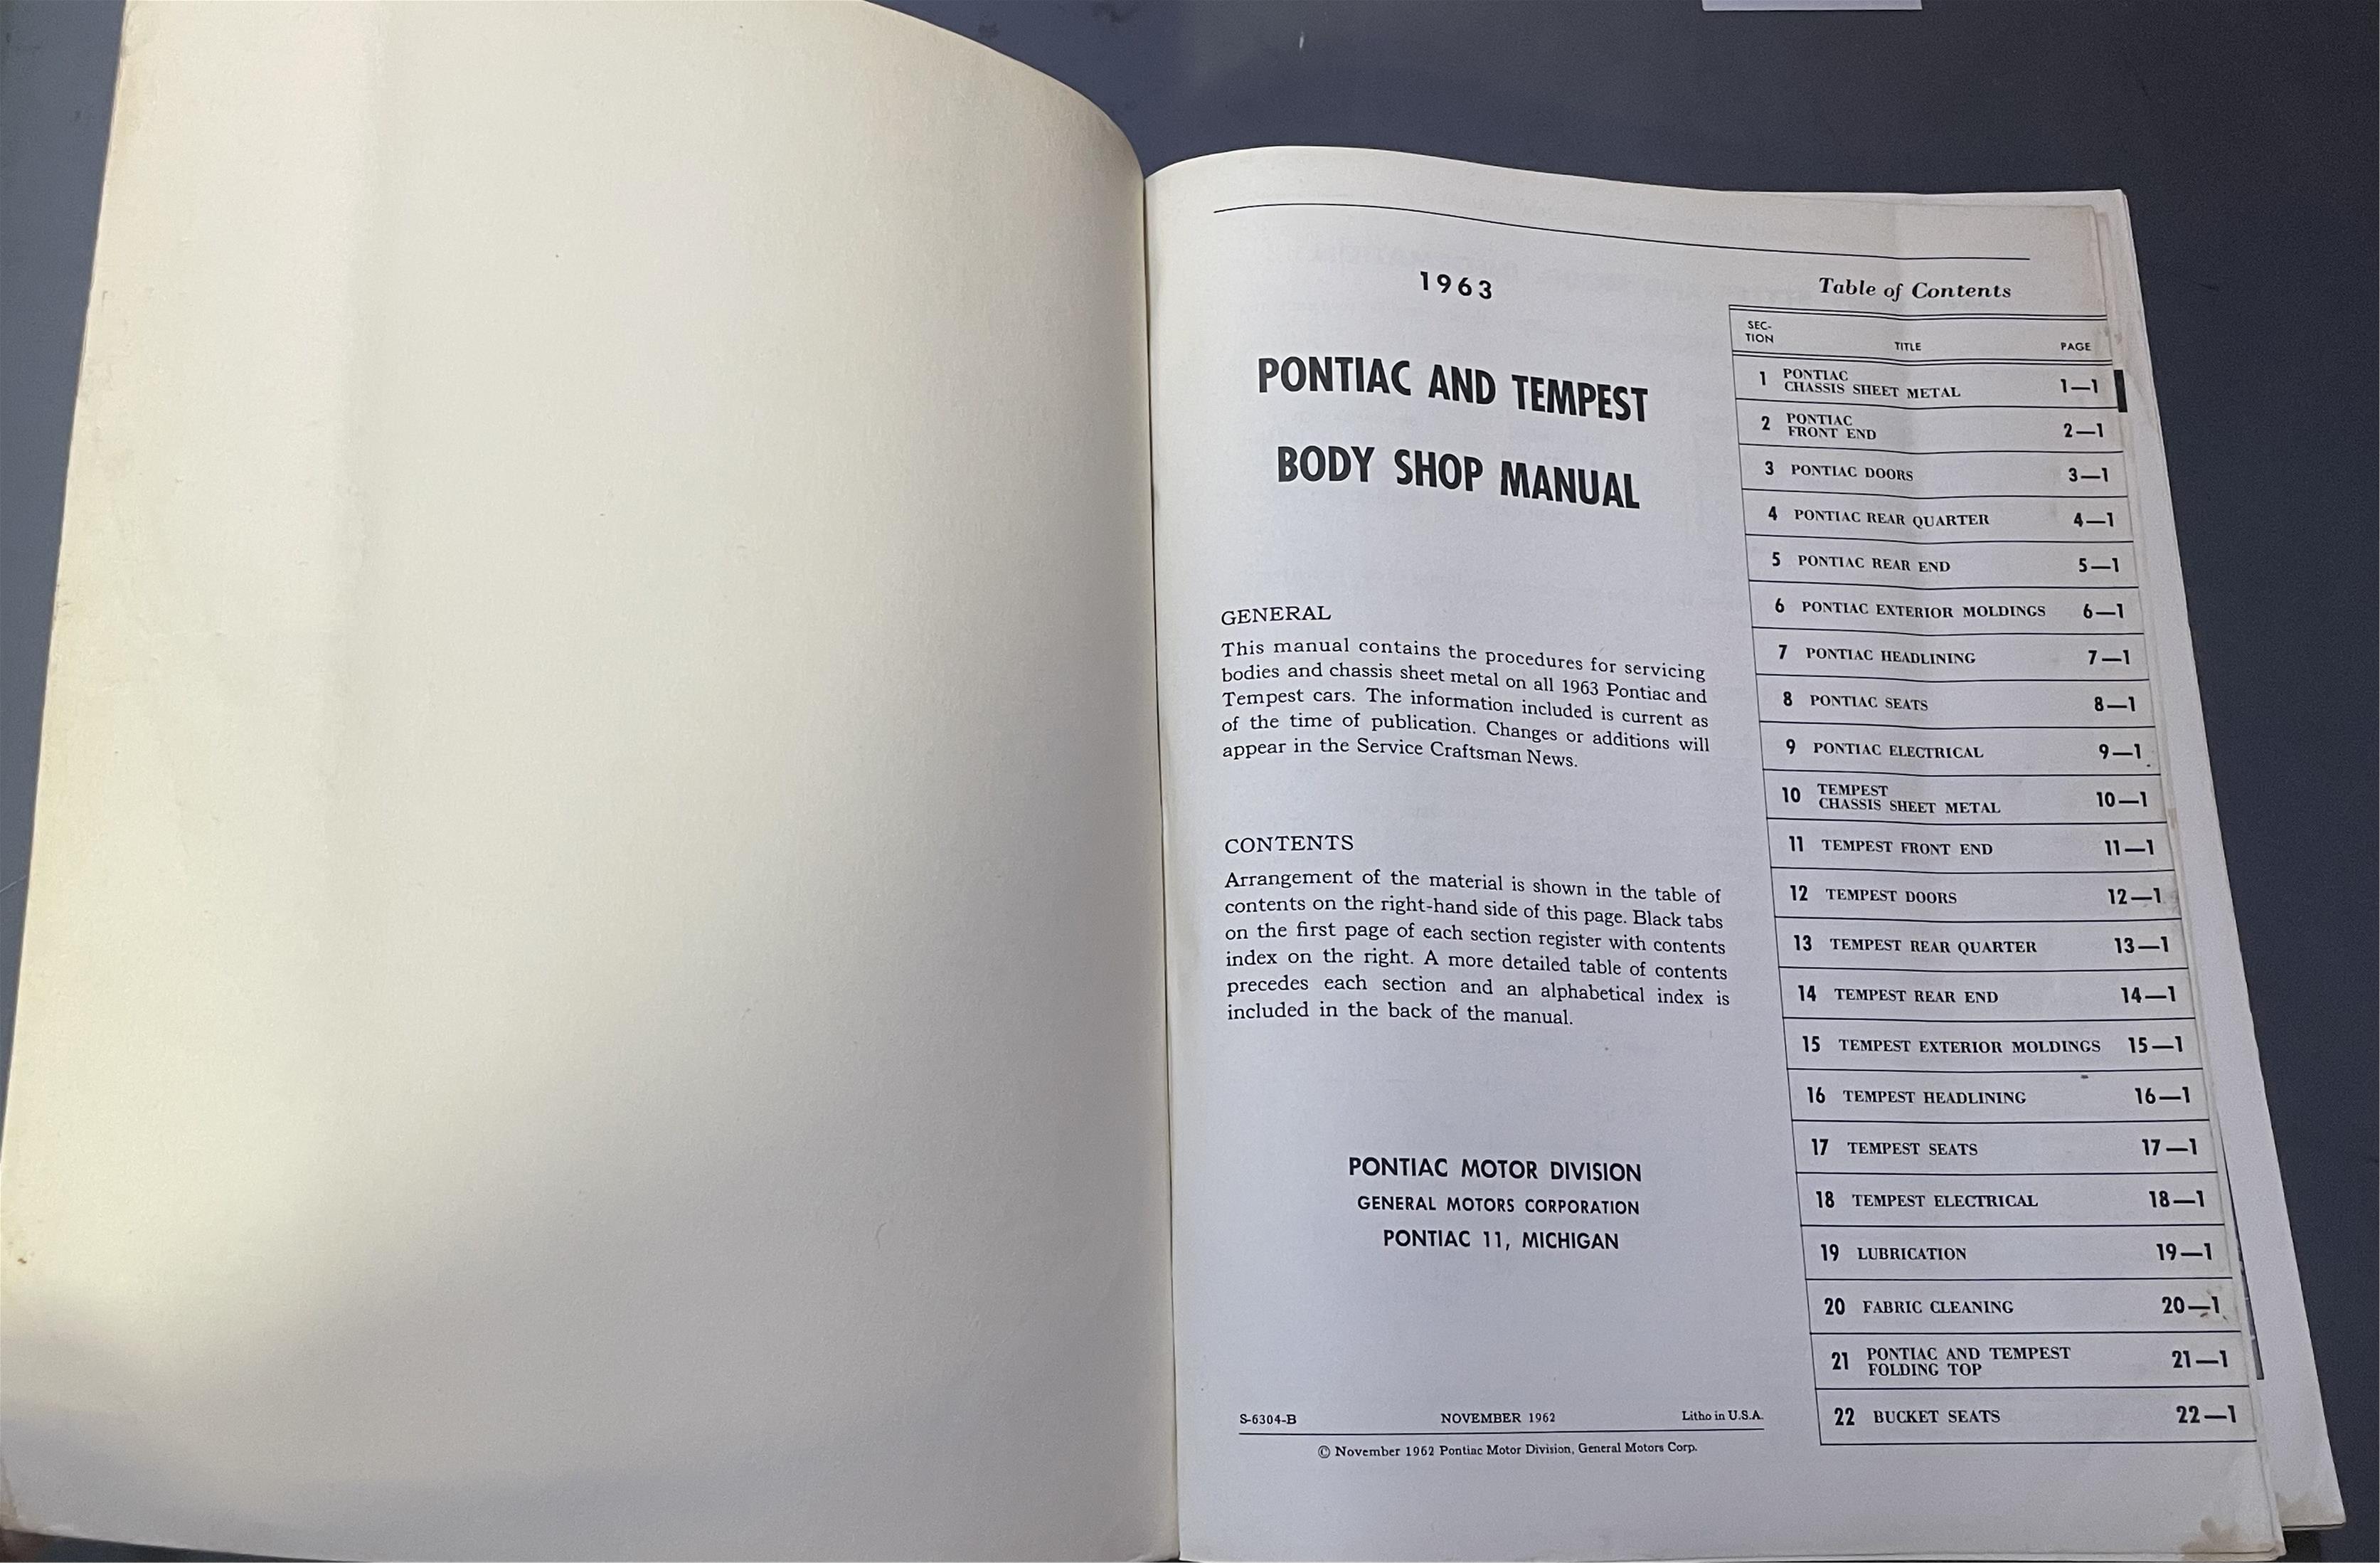 1963
PONTIAC AND TEMPEST
BODY SHOP MANUAL
GENERAL
This manual contains the procedures for servicing
bodies and chassis sheet metal on all 1963 Pontiac and
Tempest cars. The information included is current as
of the time of publication. Changes or additions will
appear in the Service Craftsman News.
CONTENTS
Arrangement of the material is shown in the table of
contents on the right-hand side of this page. Black tabs
on the first page of each section register with contents
index on the right. A more detailed table of contents
precedes each section and an alphabetical index is
included in the back of the manual.
PONTIAC MOTOR DIVISION
GENERAL MOTORS CORPORATION
PONTIAC 11, MICHIGAN
S-6304-B NOVEMBER 1962 Litho in U.S.A.
© November 1962 Pontiac Motor Division, General Motors Corp.
Table of Contents
SEC-
TION TITLE PAGE
1 PONTIAC
CHASSIS SHEET METAL 1—1
2 PONTIAC
FRONT END 2—1
3 PONTIAC DOORS 3—1
4 PONTIAC REAR QUARTER 4—1
5 PONTIAC REAR END 5—1
6 PONTIAC EXTERIOR MOLDINGS 6—1
7 PONTIAC HEADLINING 7—1
8 PONTIAC SEATS 8—1
9 PONTIAC ELECTRICAL 9—1
10 TEMPEST
CHASSIS SHEET METAL 10—1
11 TEMPEST FRONT END 11—1
12 TEMPEST DOORS 12—1
13 TEMPEST REAR QUARTER 13—1
14 TEMPEST REAR END 14—1
15 TEMPEST EXTERIOR MOLDINGS 15—1
16 TEMPEST HEADLINING 16—1
17 TEMPEST SEATS 17—1
18 TEMPEST ELECTRICAL 18—1
19 LUBRICATION 19—1
20 FABRIC CLEANING 20—1
21 PONTIAC AND TEMPEST
FOLDING TOP 21—1
22 BUCKET SEATS 22—1